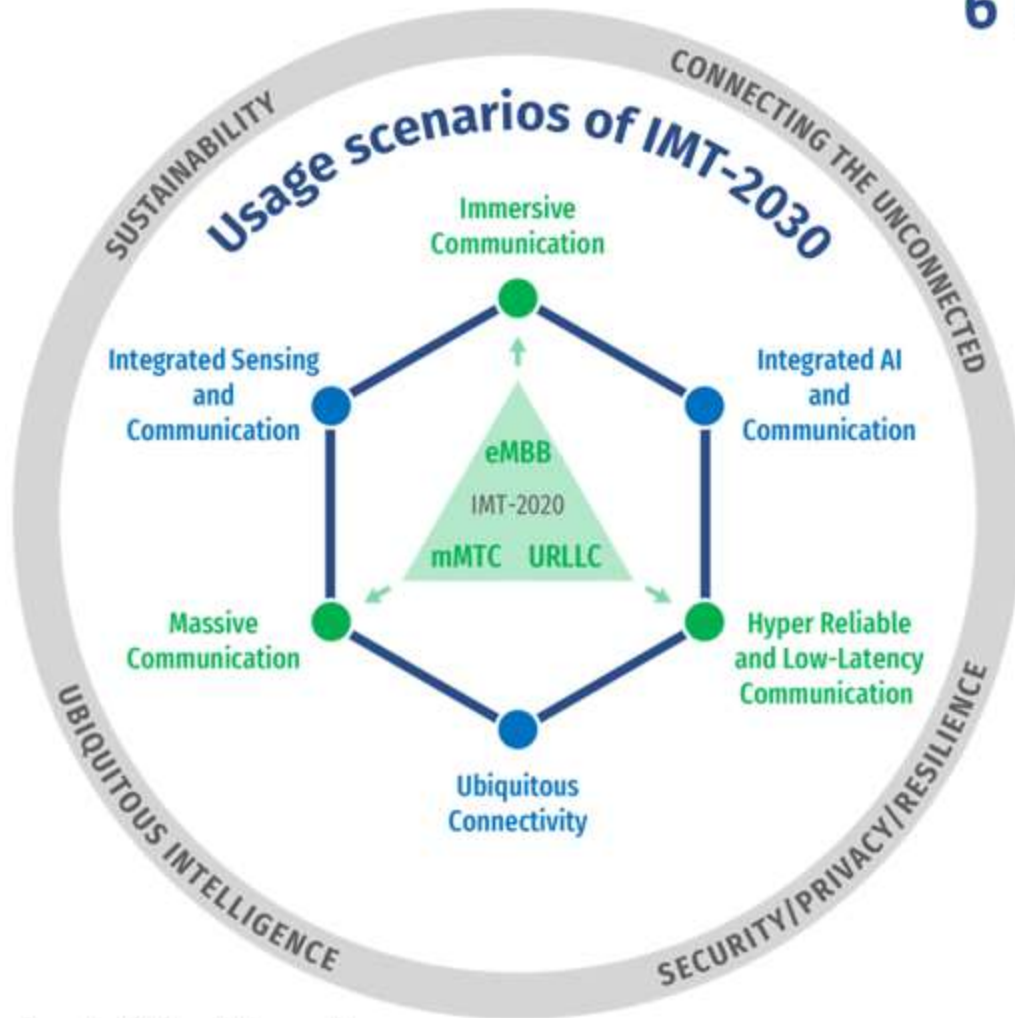 6
SUSTAINABILITY
CONNECTING THE UNCONNECTED
Usage scenarios of IMT-2030
Immersive
Communication
Integrated Sensing
and
Communication
Integrated AI
and
Communication
eMBB
IMT-2020
mMTC URLLC
Massive
Communication
Hyper Reliable
and Low-Latency
Communication
Ubiquitous
Connectivity
UBIQUITOUS INTELLIGENCE
SECURITY/PRIVACY/RESILIENCE